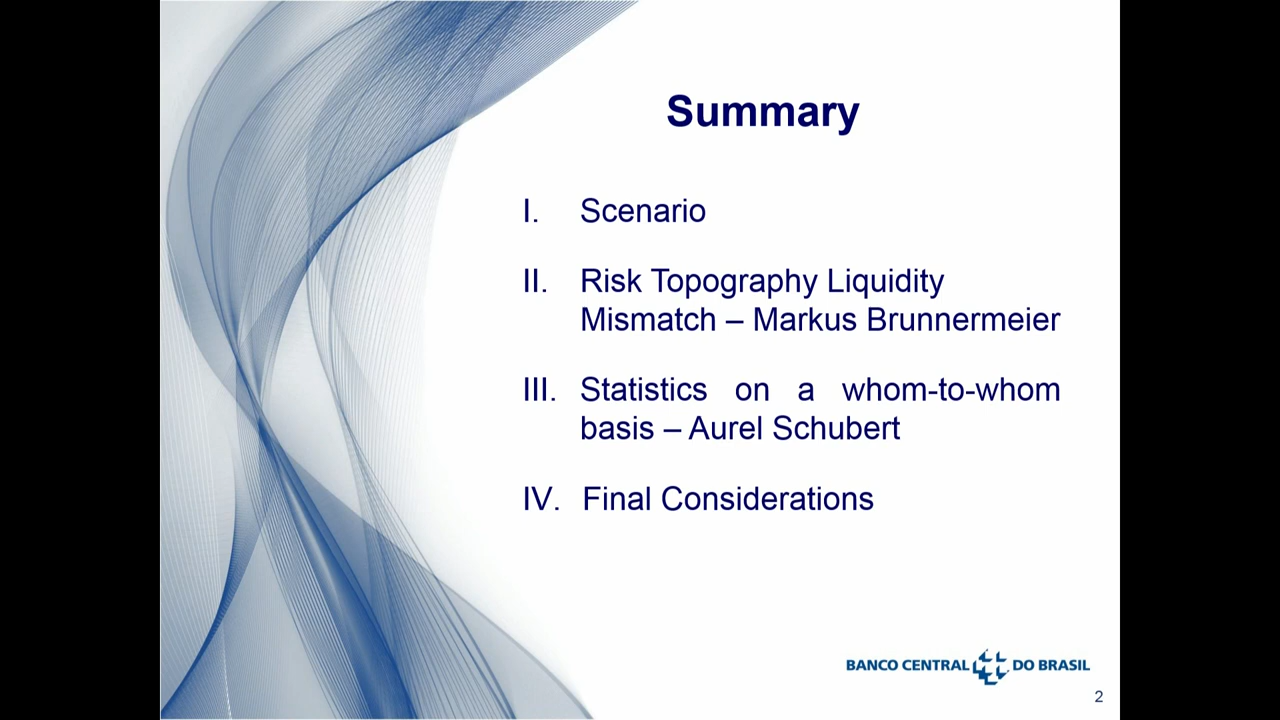 Summary
I. Scenario
II. Risk Topography Liquidity
Mismatch – Markus Brunnermeier
III. Statistics on a whom-to-whom
basis – Aurel Schubert
IV. Final Considerations
BANCO CENTRAL DO BRASIL
2